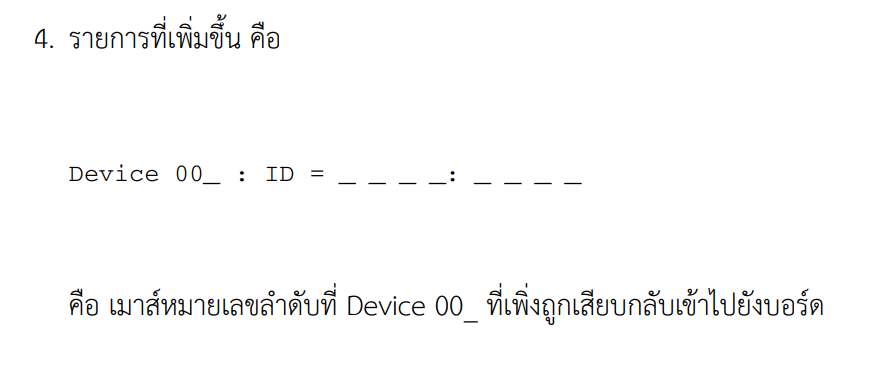 4. รายการที่เพิ่มขึ้น คือ
Device 00_ : ID = _ _ _ _: _ _ _ _
คือ เมาส์หมายเลขลำดับที่ Device 00_ ที่เพิ่งถูกเสียบกลับเข้าไปยังบอร์ด